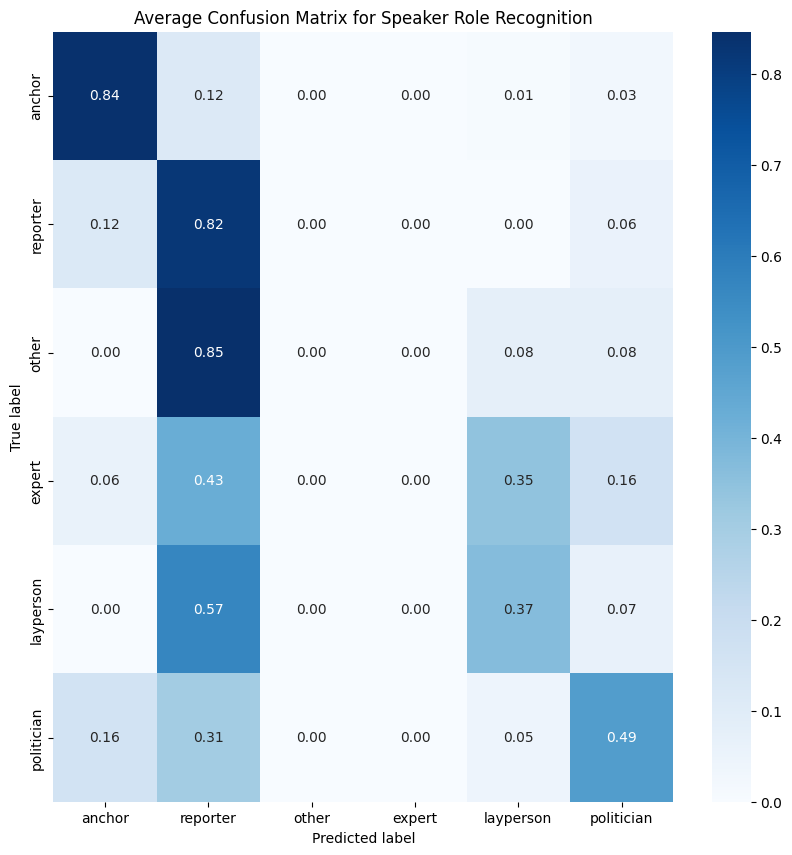 Average Confusion Matrix for Speaker Role Recognition
True label
anchor 0.84 0.12 0.00 0.00 0.01 0.03
reporter 0.12 0.82 0.00 0.00 0.00 0.06
other 0.00 0.85 0.00 0.00 0.08 0.08
expert 0.06 0.43 0.00 0.00 0.35 0.16
layperson 0.00 0.57 0.00 0.00 0.37 0.07
politician 0.16 0.31 0.00 0.00 0.05 0.49
anchor reporter other expert layperson politician
Predicted label
0.8
0.7
0.6
0.5
0.4
0.3
0.2
0.1
0.0